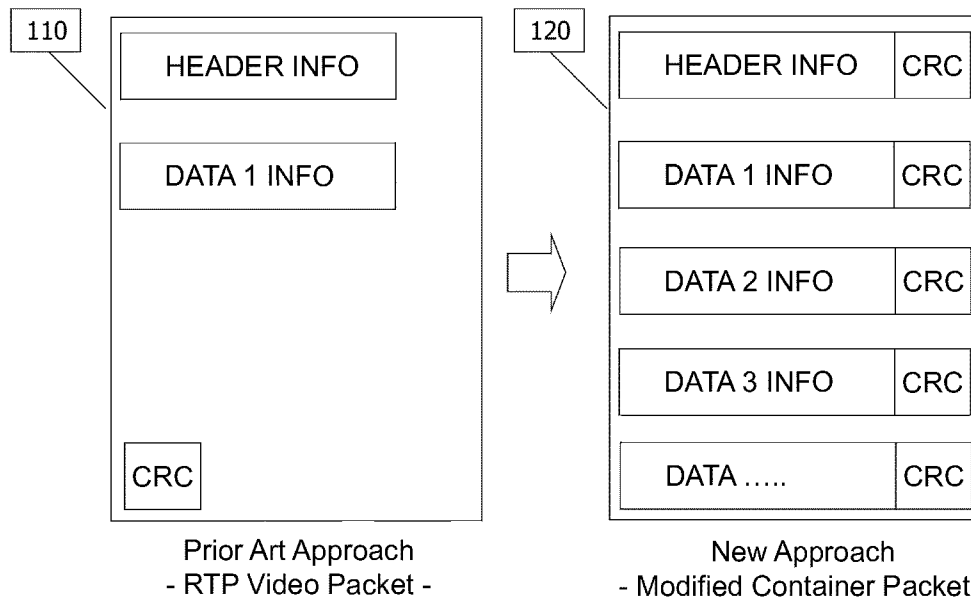 110
HEADER INFO
DATA 1 INFO
CRC
Prior Art Approach
- RTP Video Packet -
120
HEADER INFO CRC
DATA 1 INFO CRC
DATA 2 INFO CRC
DATA 3 INFO CRC
DATA ..... CRC
New Approach
- Modified Container Packet